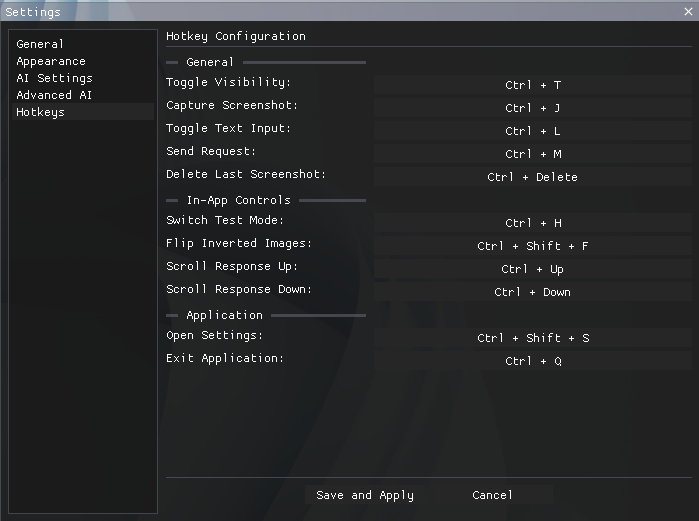 Settings
General
Appearance
AI Settings
Advanced AI
Hotkeys
Hotkey Configuration
General
Toggle Visibility: Ctrl + T
Capture Screenshot: Ctrl + J
Toggle Text Input: Ctrl + L
Send Request: Ctrl + M
Delete Last Screenshot: Ctrl + Delete
In-App Controls
Switch Test Mode: Ctrl + H
Flip Inverted Images: Ctrl + Shift + F
Scroll Response Up: Ctrl + Up
Scroll Response Down: Ctrl + Down
Application
Open Settings: Ctrl + Shift + S
Exit Application: Ctrl + Q
Save and Apply Cancel